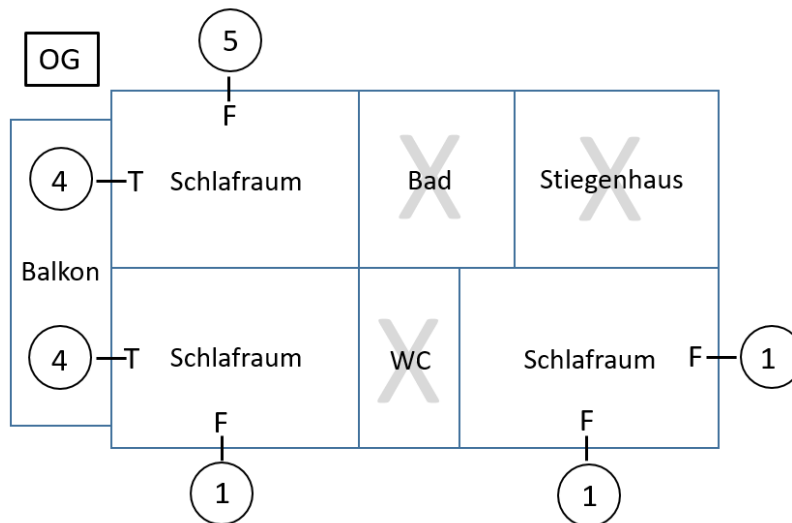 5
OG
F
4 T Schlafraum Bad Stiegenhaus
Balkon
4 T Schlafraum WC Schlafraum F 1
F F
1 1